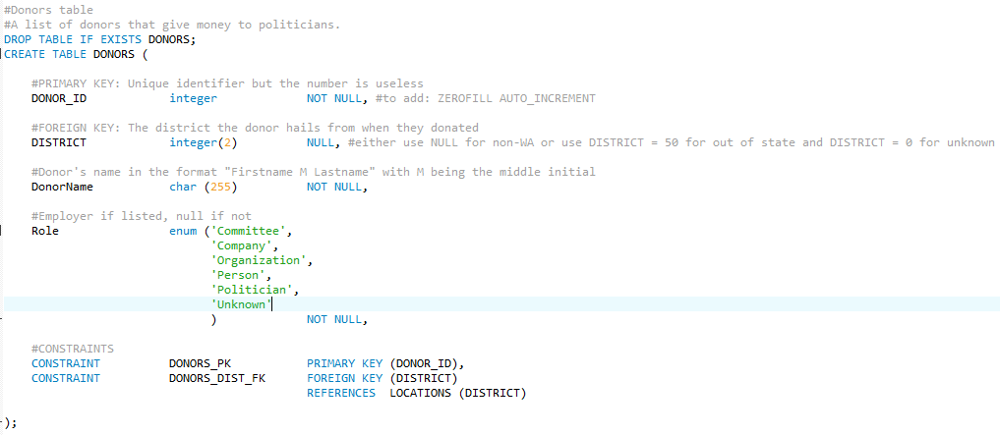 #Donors table
#A list of donors that give money to politicians.
DROP TABLE IF EXISTS DONORS;
CREATE TABLE DONORS (
#PRIMARY KEY: Unique identifier but the number is useless
DONOR_ID integer NOT NULL, #to add: ZEROFILL AUTO_INCREMENT
#FOREIGN KEY: The district the donor hails from when they donated
DISTRICT integer(2) NULL, #either use NULL for non-WA or use DISTRICT = 50 for out of state and DISTRICT = 0 for unknown
#Donor's name in the format "Firstname M Lastname" with M being the middle initial
DonorName char (255) NOT NULL,
#Employer if listed, null if not
Role enum ('Committee',
'Company',
'Organization',
'Person',
'Politician',
'Unknown'
) NOT NULL,
#CONSTRAINTS
CONSTRAINT DONORS_PK PRIMARY KEY (DONOR_ID),
CONSTRAINT DONORS_DIST_FK FOREIGN KEY (DISTRICT)
REFERENCES LOCATIONS (DISTRICT)
);